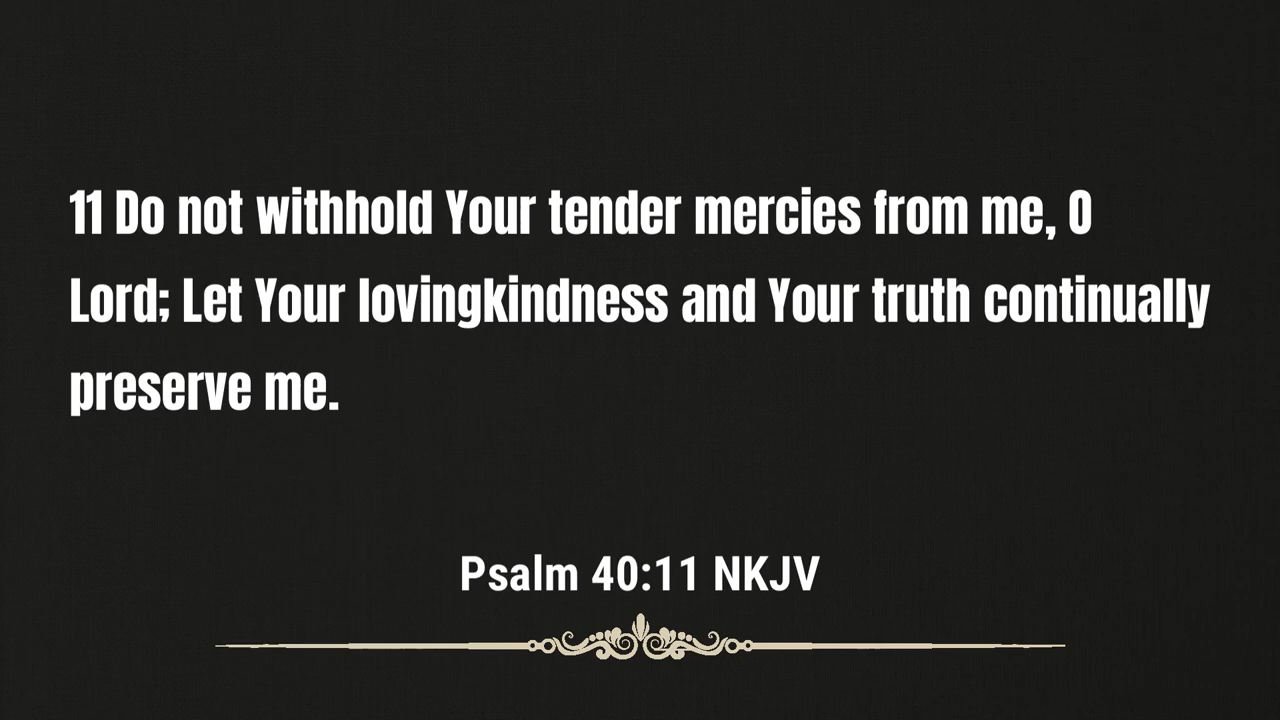 11 Do not withhold Your tender mercies from me, O
Lord; Let Your lovingkindness and Your truth continually
preserve me.
Psalm 40:11 NKJV